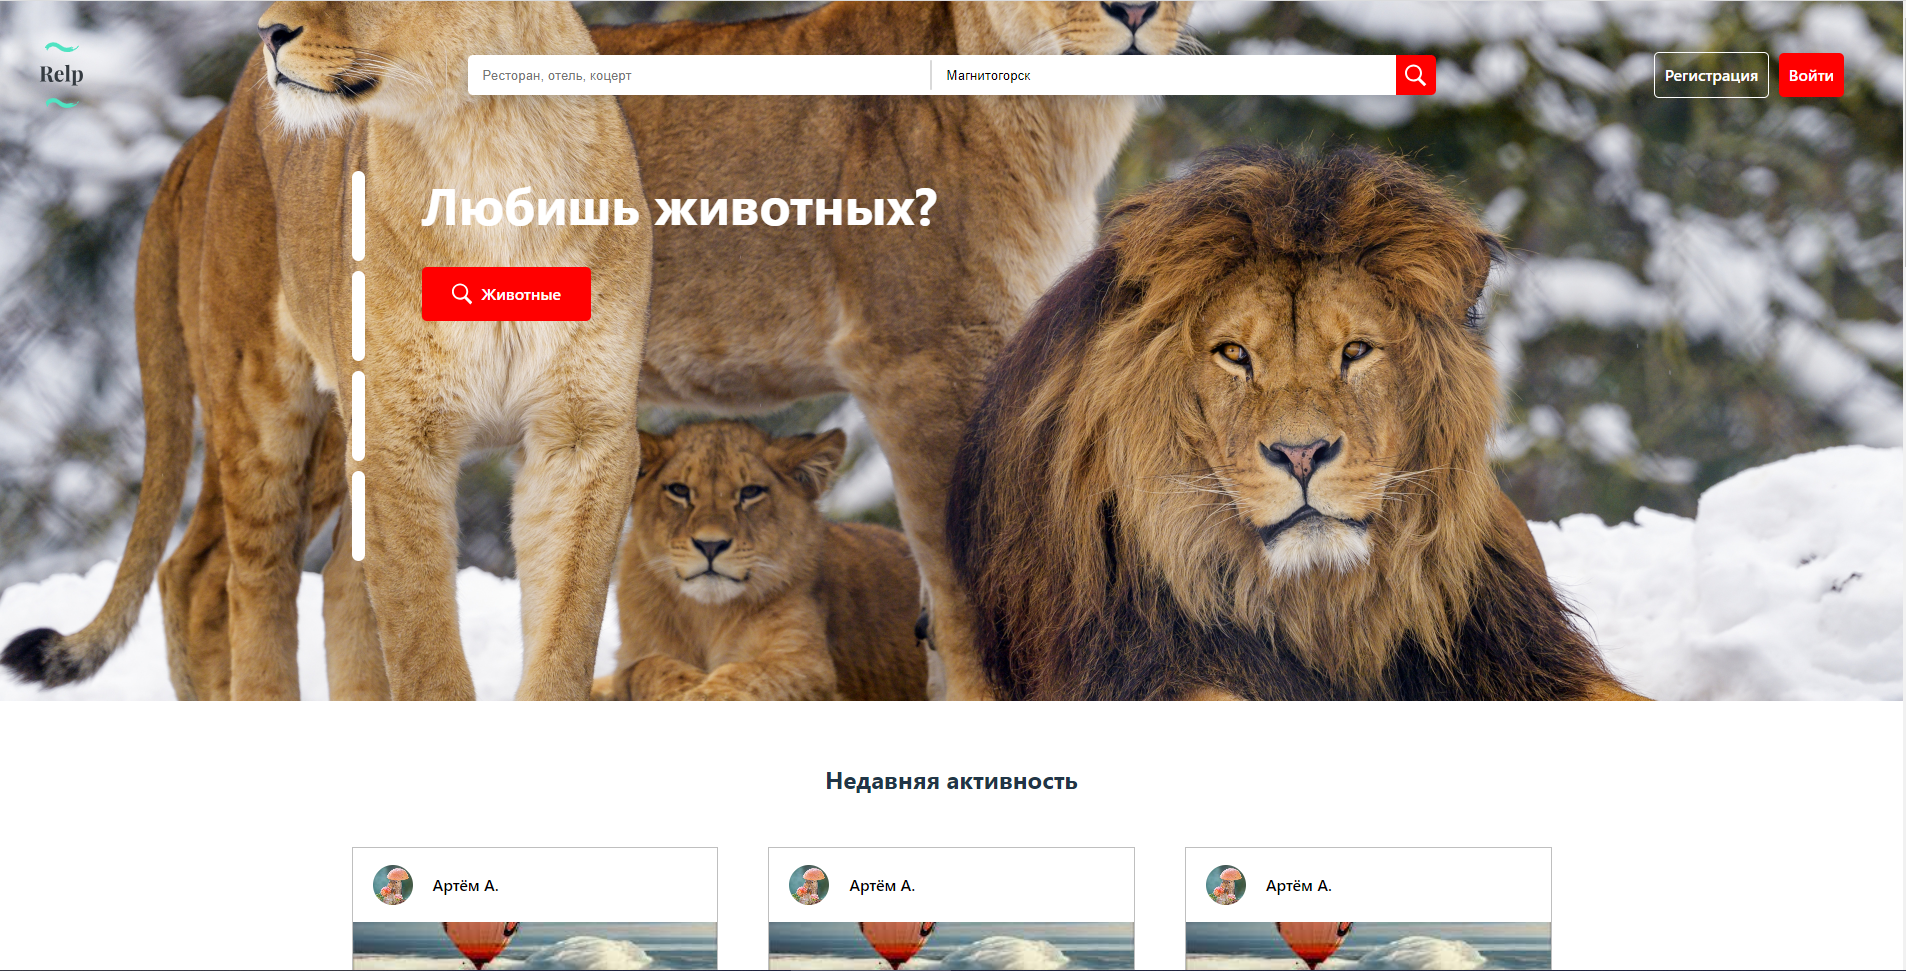 Relp
Ресторан, отель, коцерт
Магнитогорск
Регистрация
Войти
Любишь животных?
Животные
Недавняя активность
Артём А.
Артём А.
Артём А.